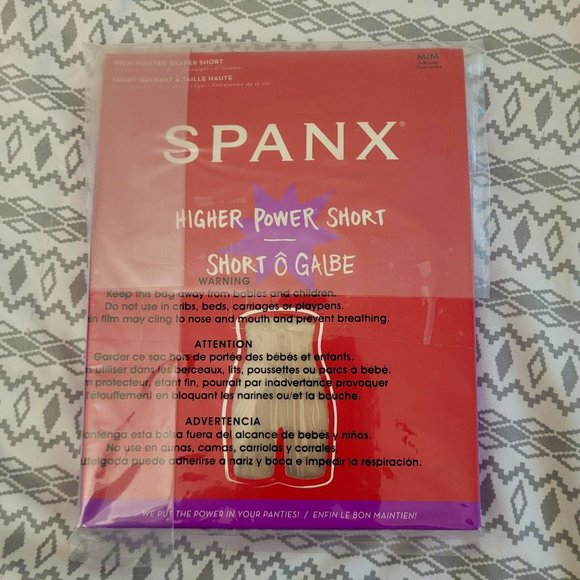 HIGH-WAISTED SHAPER SHORT
M/M
SHORT GALBANT À TAILLE HAUTE
SPANX®
HIGHER POWER SHORT
SHORT Ô GALBE
WARNING
Keep this bag away from babies and children.
Do not use in cribs, beds, carriages or playpens.
film may cling to nose and mouth and prevent breathing.
ATTENTION
Garder ce sac hors de portée des bébés et enfants.
utiliser dans les berceaux, lits, poussettes ou parcs à bébé.
protecteur, étant fin, pourrait par inadvertance provoquer
l'étouffement en bloquant les narines ou/et la bouche.
ADVERTENCIA
antenga esta bolsa fuera del alcance de bebés y niños.
No use en cunas, camas, carriolas y corrales.
delgada puede adherirse a nariz y boca e impedir la respiración.
WE PUT THE POWER IN YOUR PANTIES! / ENFIN LE BON MAINTIEN!